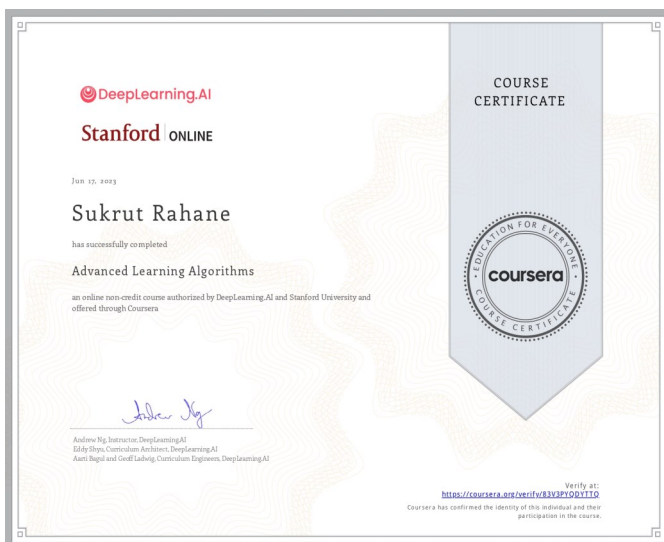 DeepLearning.AI
Stanford ONLINE
Jun 17, 2023
Sukrut Rahane
has successfully completed
Advanced Learning Algorithms
an online non-credit course authorized by DeepLearning.AI and Stanford University and
offered through Coursera
Andrew Ng
Andrew Ng, Instructor, DeepLearning.AI
Eddy Shyu, Curriculum Architect, DeepLearning.AI
Aarti Bagul and Geoff Ladwig, Curriculum Engineers, DeepLearning.AI
COURSE
CERTIFICATE
EDUCATION FOR EVERYONE
coursera
COURSE CERTIFICATE
Verify at:
https://coursera.org/verify/83V3PYQDYTTQ
Coursera has confirmed the identity of this individual and their
participation in the course.